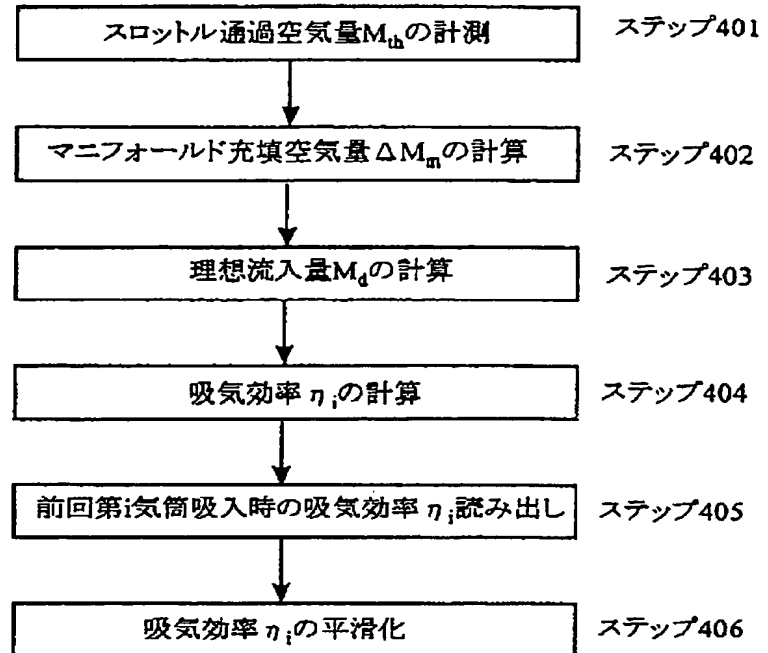 スロットル通過空気量Mthの計測 ステップ401
マニフォールド充填空気量ΔMmの計算 ステップ402
理想流入量Mdの計算 ステップ403
吸気効率ηiの計算 ステップ404
前回第i気筒吸入時の吸気効率ηi読み出し ステップ405
吸気効率ηiの平滑化 ステップ406